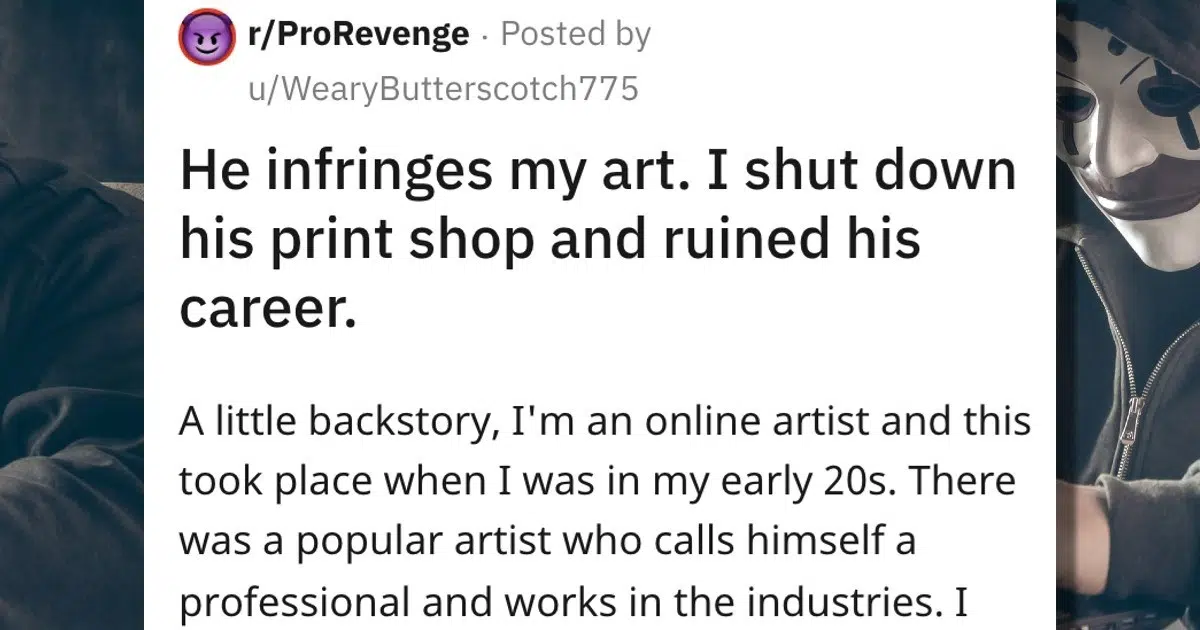 r/ProRevenge · Posted by
u/WearyButterscotch775
He infringes my art. I shut down
his print shop and ruined his
career.
A little backstory, I'm an online artist and this
took place when I was in my early 20s. There
was a popular artist who calls himself a
professional and works in the industries. I